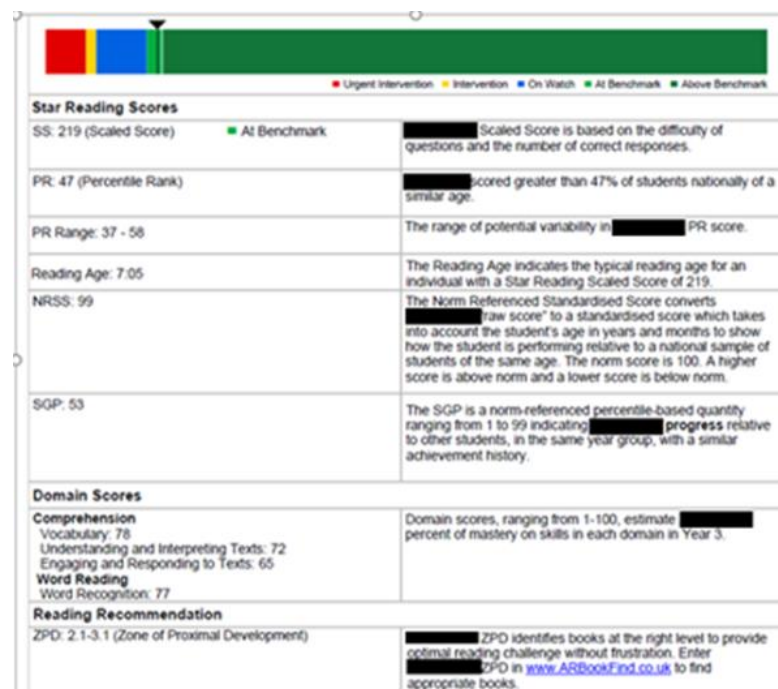 Urgent Intervention On Watch At Benchmark Above Benchmark
Intervention
Star Reading Scores
SS: 219 (Scaled Score) At Benchmark
Scaled Score is based on the difficulty of
questions and the number of correct responses.
PR: 47 (Percentile Rank)
scored greater than 47% of students nationally of a
similar age.
PR Range: 37 - 58
The range of potential variability in PR score.
Reading Age: 7:05
The Reading Age indicates the typical reading age for an
individual with a Star Reading Scaled Score of 219.
NRSS: 99
The Norm Referenced Standardised Score converts
raw score" to a standardised score which takes
into account the student's age in years and months to show
how the student is performing relative to a national sample of
students of the same age. The norm score is 100. A higher
score is above norm and a lower score is below norm.
SGP: 53
The SGP is a norm-referenced percentile-based quantity
ranging from 1 to 99 indicating progress relative
to other students, in the same year group, with a similar
achievement history.
Domain Scores
Comprehension
Vocabulary: 78
Understanding and Interpreting Texts: 72
Engaging and Responding to Texts: 65
Word Reading
Word Recognition: 77
Domain scores, ranging from 1-100, estimate
percent of mastery on skills in each domain in Year 3.
Reading Recommendation
ZPD: 2.1-3.1 (Zone of Proximal Development)
ZPD identifies books at the right level to provide
optimal reading challenge without frustration. Enter
ZPD in www.ARBookFind.co.uk to find
appropriate books.